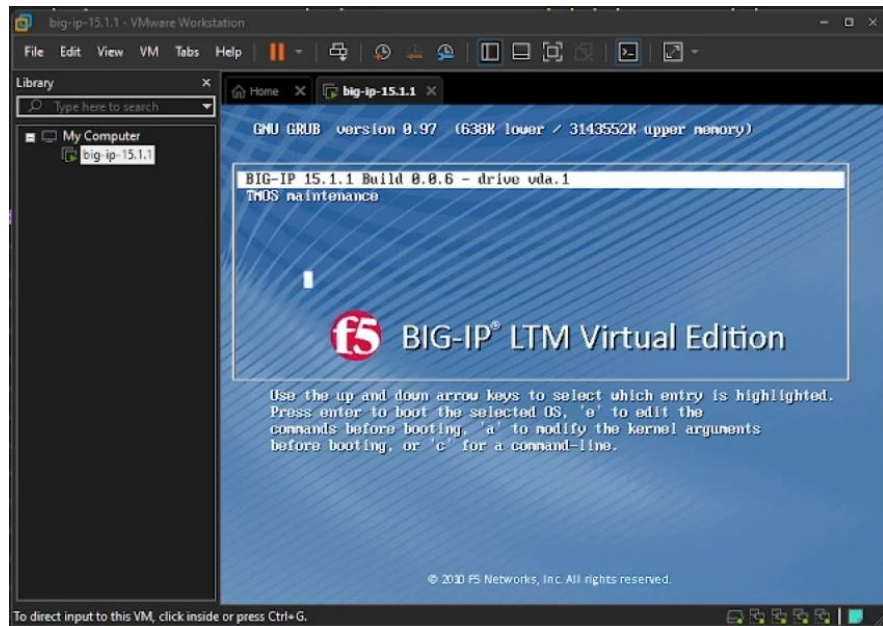 big-ip-15.1.1 - VMware Workstation
File Edit View VM Tabs Help
Library
Type here to search
My Computer
big-ip-15.1.1
Home
big-ip-15.1.1
GNU GRUB version 0.97 (638K lower / 3143552K upper memory)
BIG-IP 15.1.1 Build 0.0.6 - drive vda.1
TMOS maintenance
f5 BIG-IP® LTM Virtual Edition
Use the up and down arrow keys to select which entry is highlighted.
Press enter to boot the selected OS, 'e' to edit the
commands before booting, 'a' to modify the kernel arguments
before booting, or 'c' for a command-line.
© 2010 F5 Networks, Inc. All rights reserved.
To direct input to this VM, click inside or press Ctrl+G.